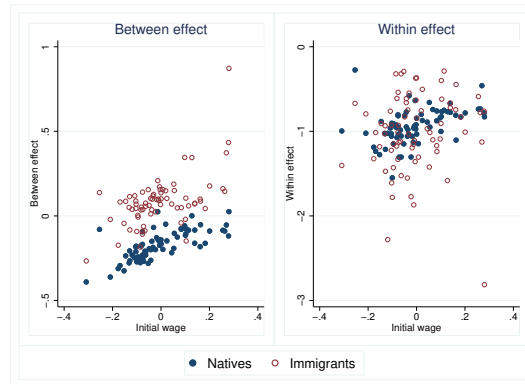 Between effect
Between effect
1
.5
0
-.5
-.4
-.2
0
.2
.4
Initial wage
Within effect
Within effect
0
-1
-2
-3
-.4
-.2
0
.2
.4
Initial wage
Natives
Immigrants